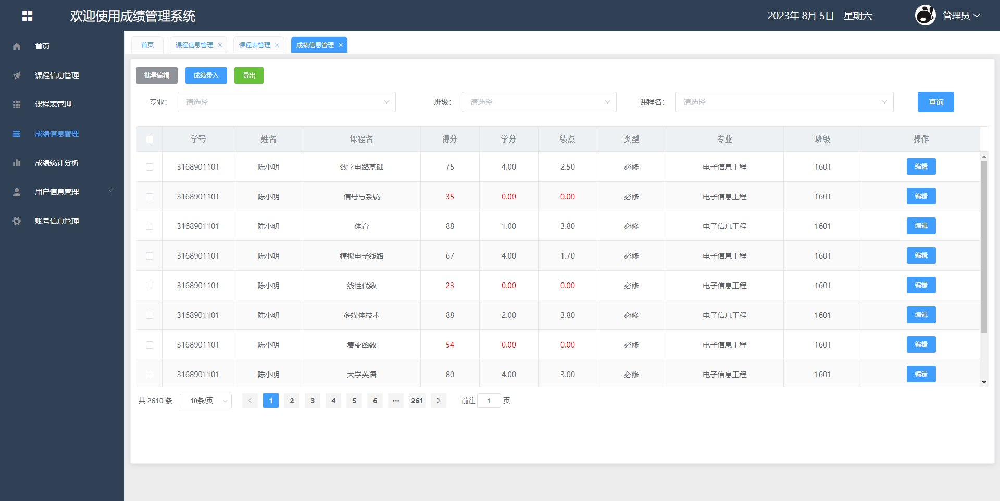 欢迎使用成绩管理系统
2023年 8月 5日 星期六
管理员
首页
课程信息管理
课程表管理
成绩信息管理
成绩统计分析
用户信息管理
账号信息管理
首页 课程信息管理 课程表管理 成绩信息管理
批量编辑 成绩录入 导出
专业： 请选择 班级： 请选择 课程名： 请选择 查询
学号 姓名 课程名 得分 学分 绩点 类型 专业 班级 操作
3168901101 陈小明 数字电路基础 75 4.00 2.50 必修 电子信息工程 1601 编辑
3168901101 陈小明 信号与系统 35 0.00 0.00 必修 电子信息工程 1601 编辑
3168901101 陈小明 体育 88 1.00 3.80 必修 电子信息工程 1601 编辑
3168901101 陈小明 模拟电子线路 67 4.00 1.70 必修 电子信息工程 1601 编辑
3168901101 陈小明 线性代数 23 0.00 0.00 必修 电子信息工程 1601 编辑
3168901101 陈小明 多媒体技术 88 2.00 3.80 必修 电子信息工程 1601 编辑
3168901101 陈小明 复变函数 54 0.00 0.00 必修 电子信息工程 1601 编辑
3168901101 陈小明 大学英语 80 4.00 3.00 必修 电子信息工程 1601 编辑
共 2610 条 10条/页 1 2 3 4 5 6 ··· 261 前往 1 页